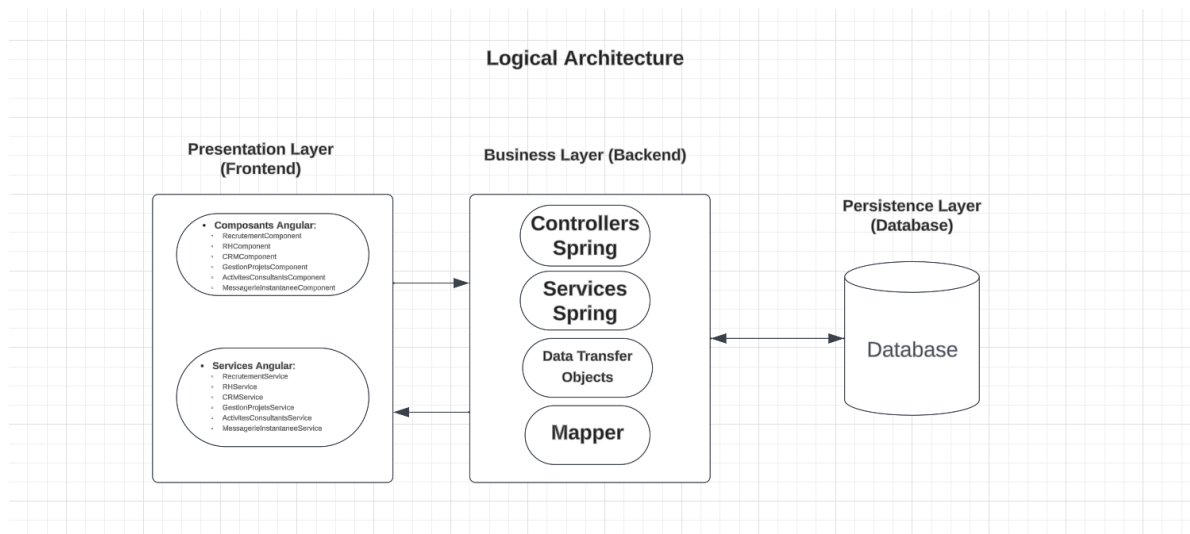 Logical Architecture
Presentation Layer
(Frontend)
Composants Angular:
RecrutementComponent
RHComponent
CRMComponent
GestionProjetsComponent
ActivitesConsultantsComponent
MessagerieInstantaneeComponent
Services Angular:
RecrutementService
RHService
CRMService
GestionProjetsService
ActivitesConsultantsService
MessagerieInstantaneeService
Business Layer (Backend)
Controllers
Spring
Services
Spring
Data Transfer
Objects
Mapper
Persistence Layer
(Database)
Database